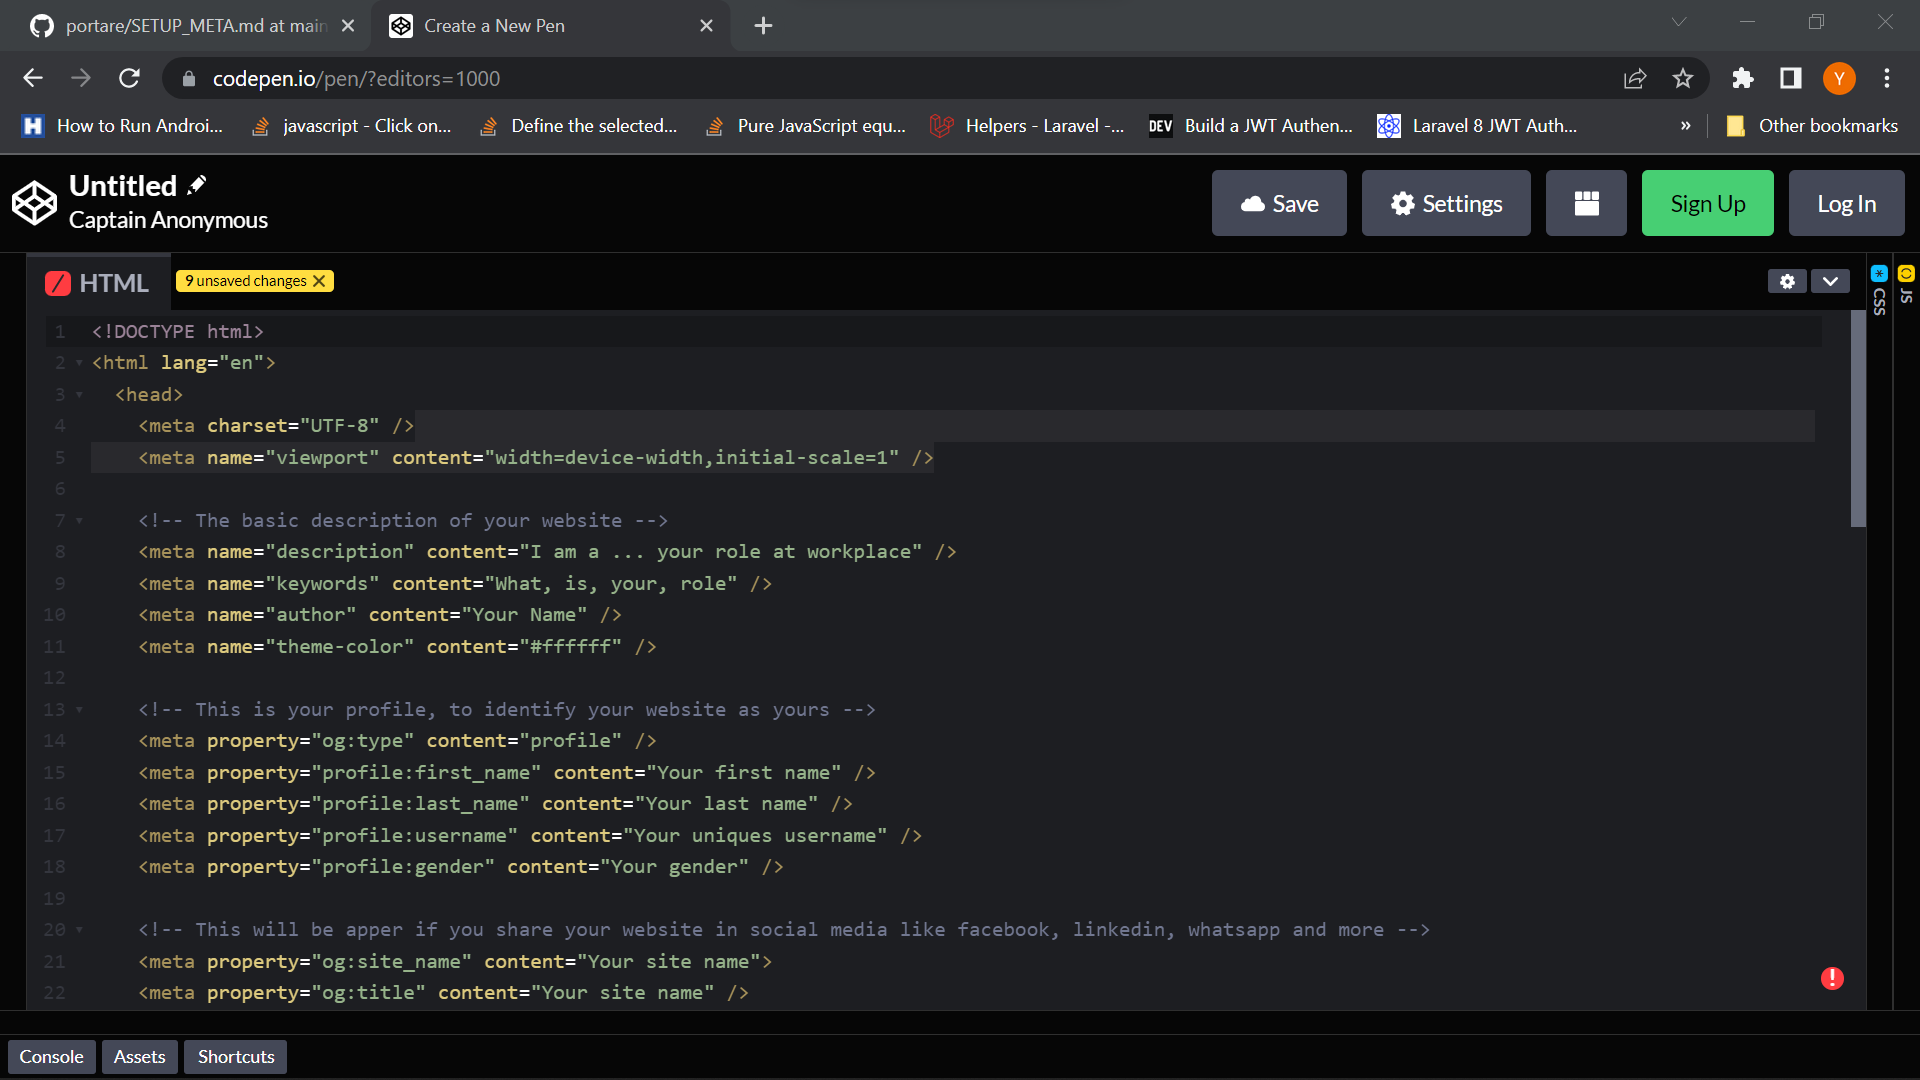 portare/SETUP_META.md at main
Create a New Pen
codepen.io/pen/?editors=1000
Y
H How to Run Androi...
javascript - Click on...
Define the selected...
Pure JavaScript equ...
Helpers - Laravel -...
DEV Build a JWT Authen...
Laravel 8 JWT Auth...
»
Other bookmarks
Untitled
Captain Anonymous
Save
Settings
Sign Up
Log In
/ HTML
9 unsaved changes
* CSS
JS
1 <!DOCTYPE html>
2 <html lang="en">
3 <head>
4 <meta charset="UTF-8" />
5 <meta name="viewport" content="width=device-width,initial-scale=1" />
6
7 <!-- The basic description of your website -->
8 <meta name="description" content="I am a ... your role at workplace" />
9 <meta name="keywords" content="What, is, your, role" />
10 <meta name="author" content="Your Name" />
11 <meta name="theme-color" content="#ffffff" />
12
13 <!-- This is your profile, to identify your website as yours -->
14 <meta property="og:type" content="profile" />
15 <meta property="profile:first_name" content="Your first name" />
16 <meta property="profile:last_name" content="Your last name" />
17 <meta property="profile:username" content="Your uniques username" />
18 <meta property="profile:gender" content="Your gender" />
19
20 <!-- This will be apper if you share your website in social media like facebook, linkedin, whatsapp and more -->
21 <meta property="og:site_name" content="Your site name">
22 <meta property="og:title" content="Your site name" />
!
Console
Assets
Shortcuts